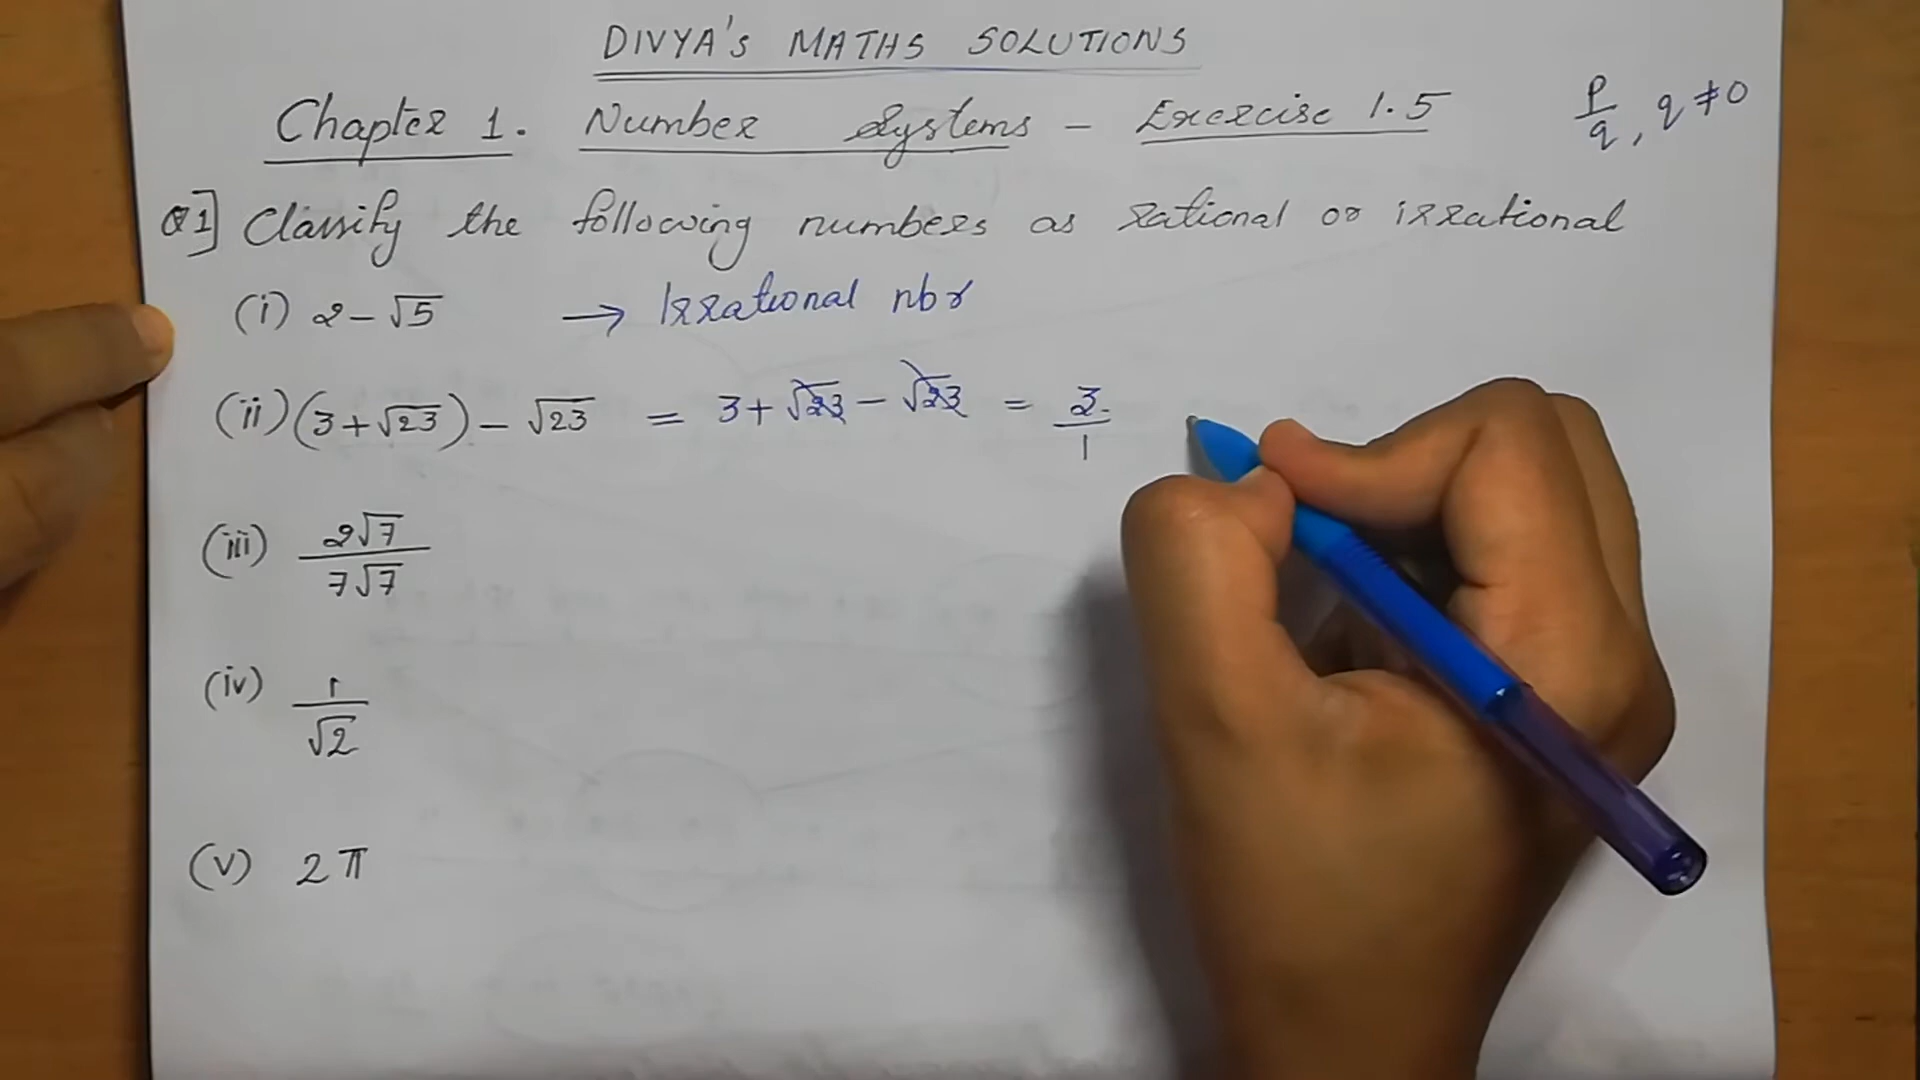 DIVYA'S MATHS SOLUTIONS
Chapter 1. Number Systems - Exercise 1.5
p/q, q ≠ 0
Q1] Classify the following numbers as rational or irrational
(i) 2 - √5 → Irrational nbr
(ii) (3 + √23) - √23 = 3 + √23 - √23 = 3/1
(iii) 2√7 / 7√7
(iv) 1/√2
(v) 2π